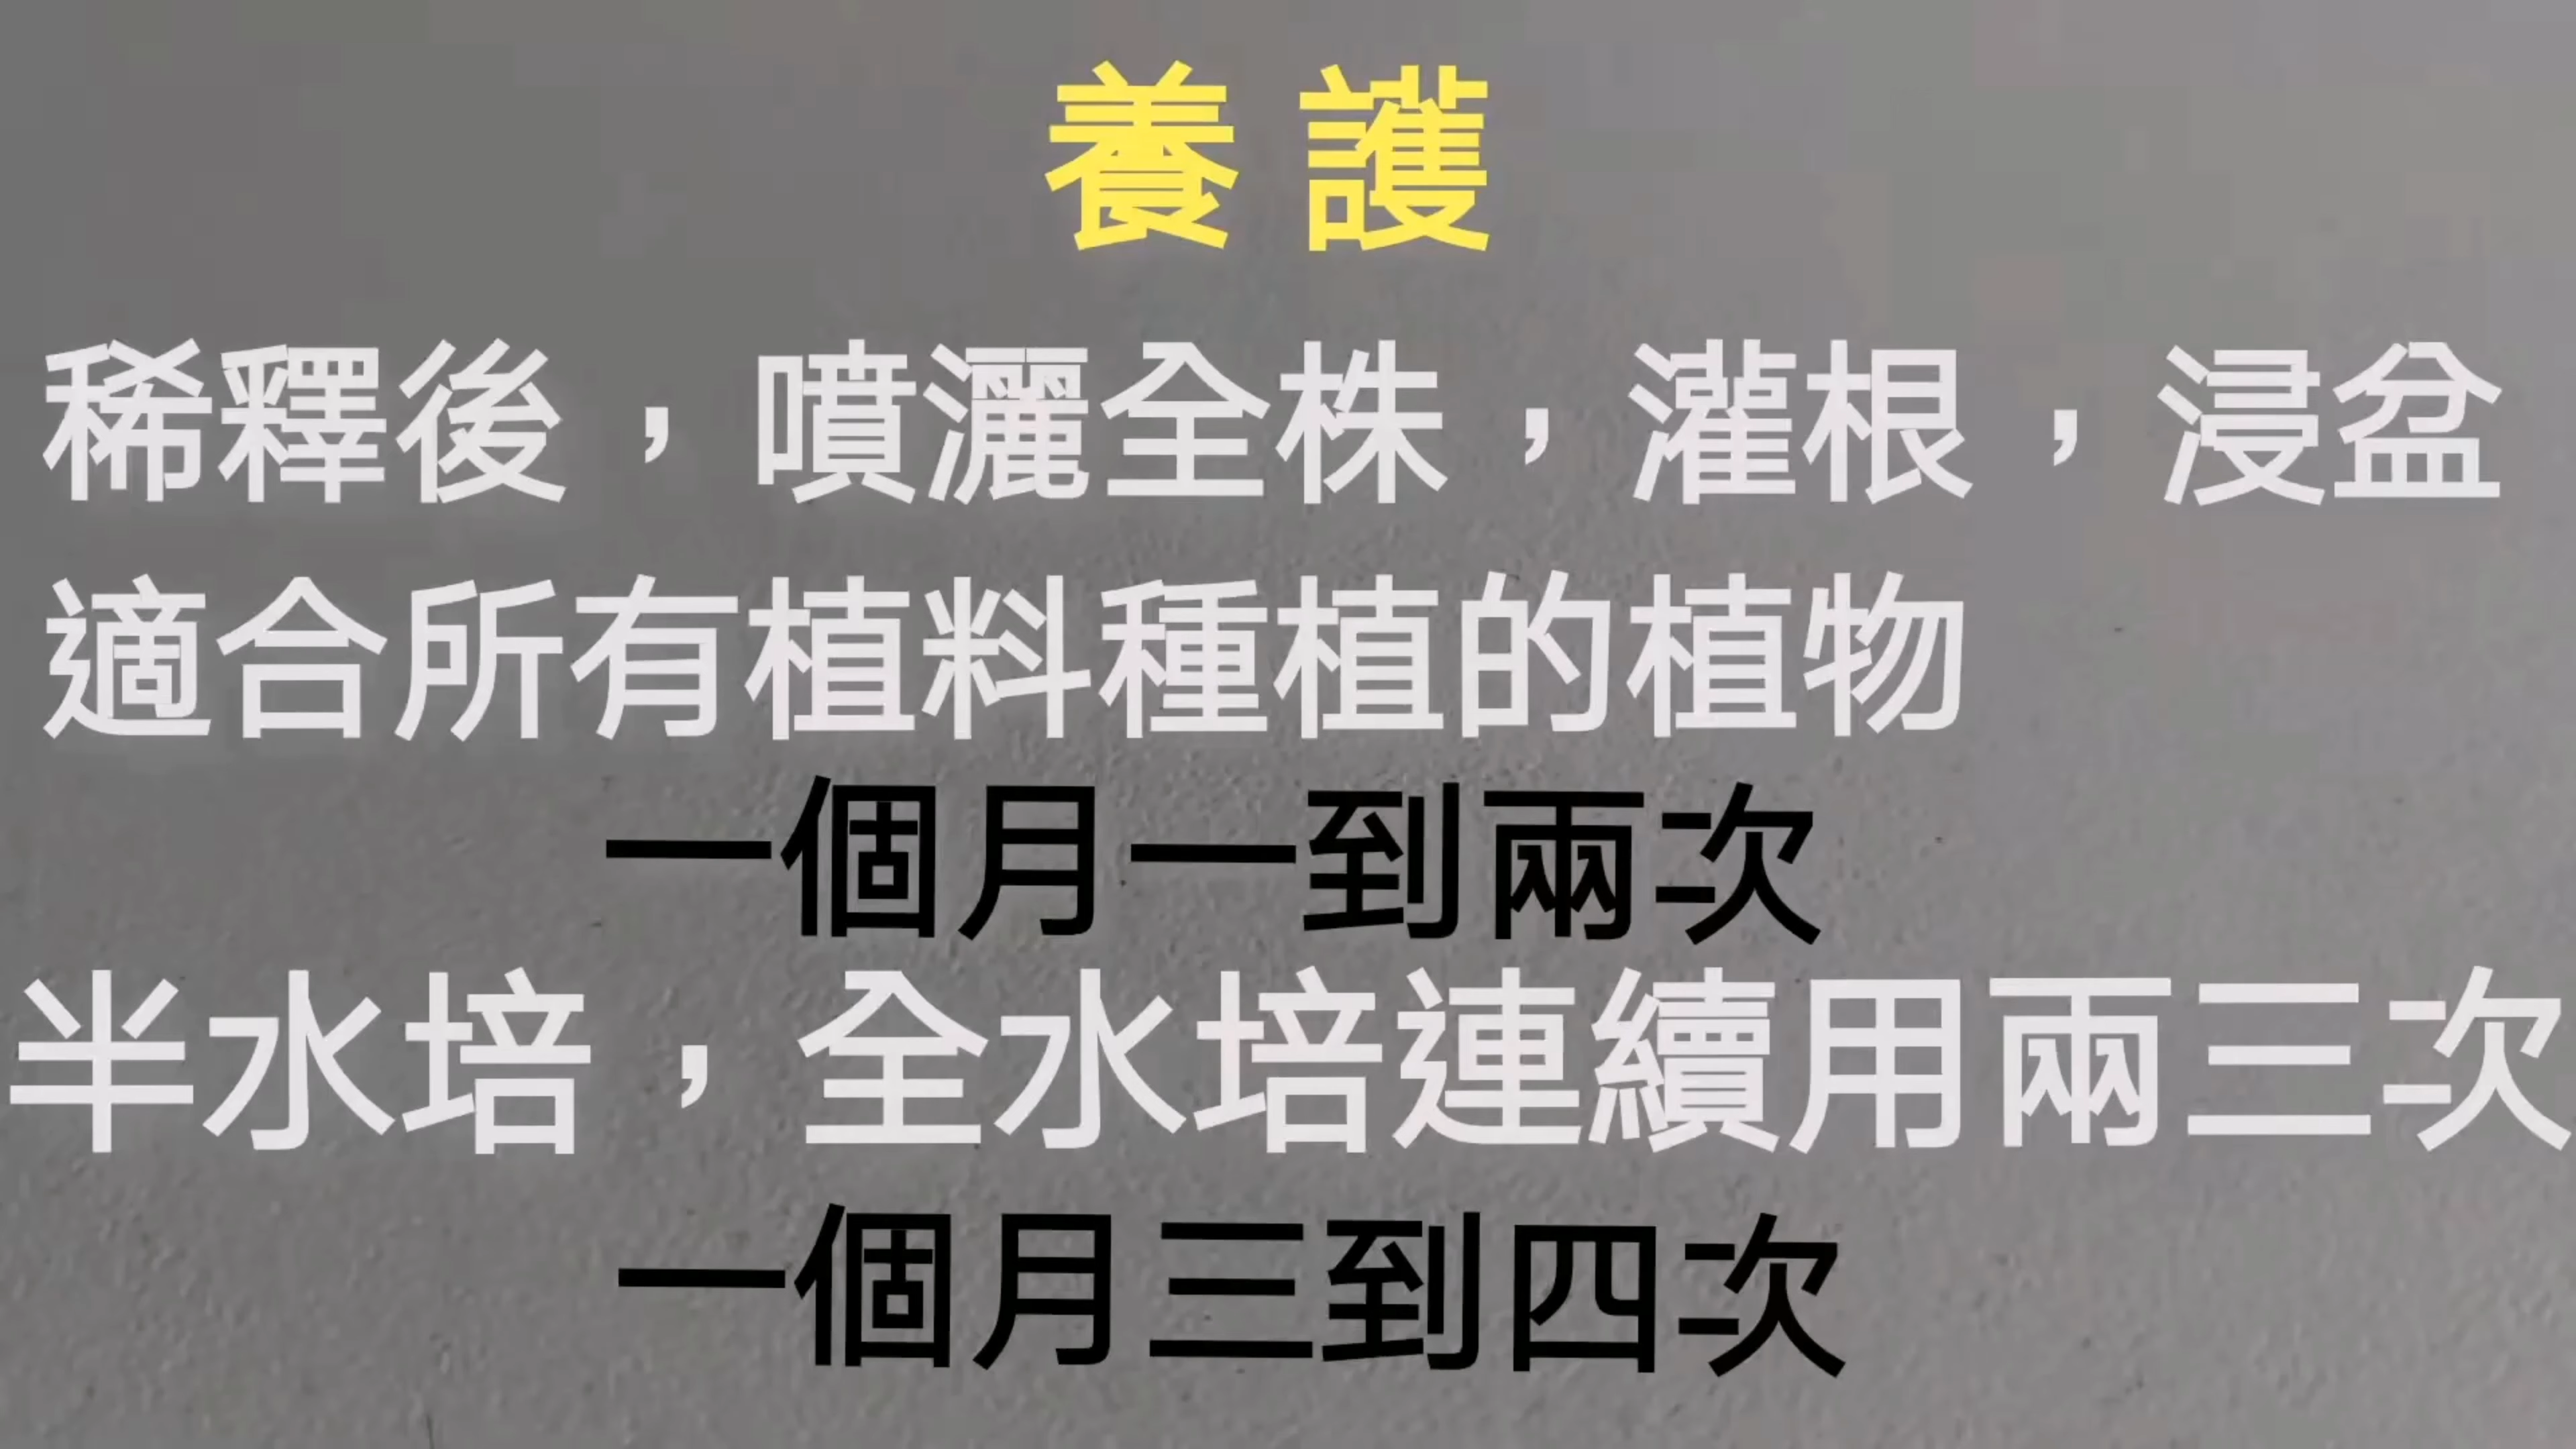 養護
稀釋後，噴灑全株，灌根，浸盆
適合所有植料種植的植物
一個月一到兩次
半水培，全水培連續用兩三次
一個月三到四次